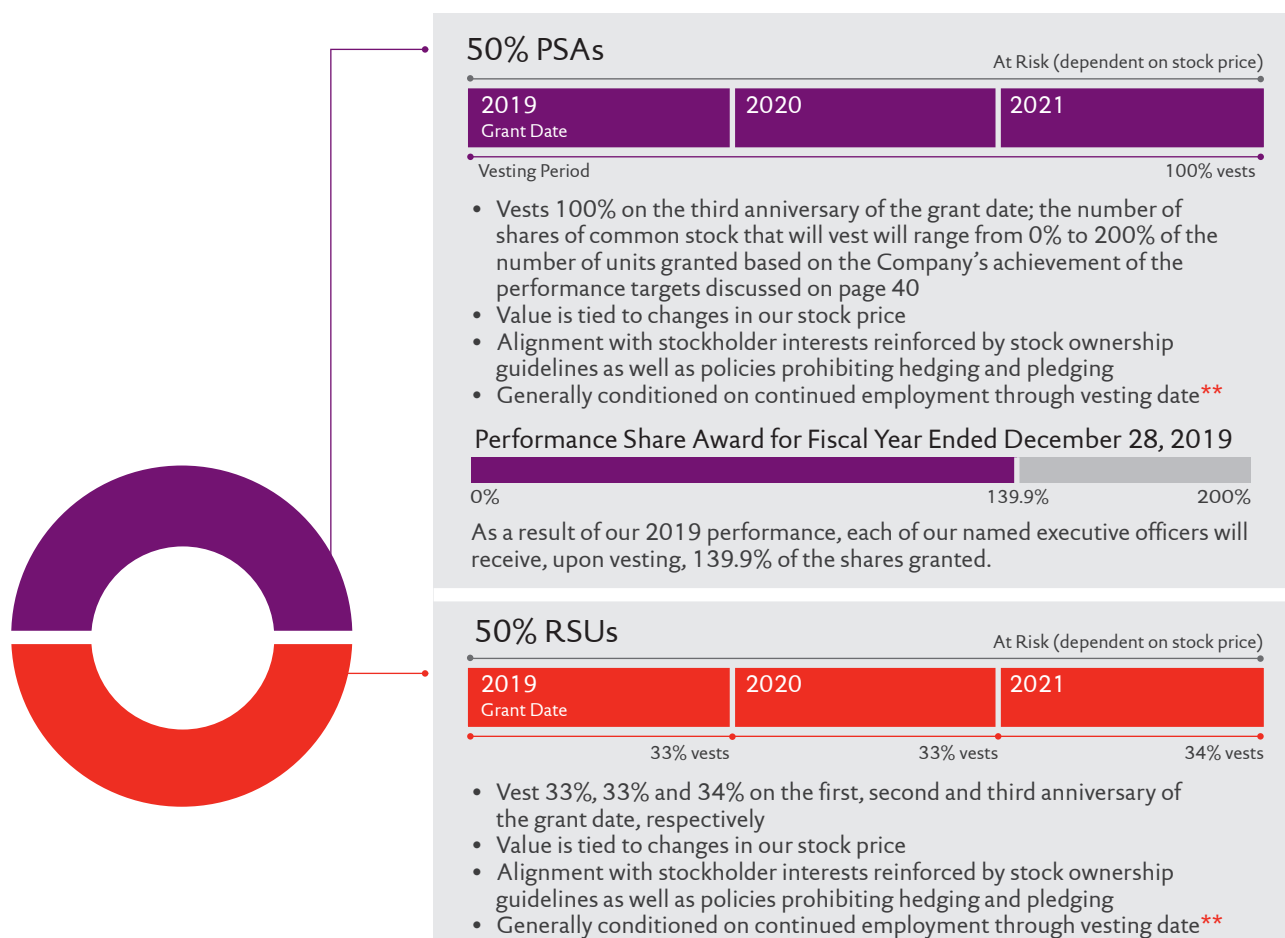 50% PSAs
At Risk (dependent on stock price)
2019
Grant Date
2020
2021
Vesting Period
100% vests
• Vests 100% on the third anniversary of the grant date; the number of
shares of common stock that will vest will range from 0% to 200% of the
number of units granted based on the Company’s achievement of the
performance targets discussed on page 40
• Value is tied to changes in our stock price
• Alignment with stockholder interests reinforced by stock ownership
guidelines as well as policies prohibiting hedging and pledging
• Generally conditioned on continued employment through vesting date**
Performance Share Award for Fiscal Year Ended December 28, 2019
0%
139.9%
200%
As a result of our 2019 performance, each of our named executive officers will
receive, upon vesting, 139.9% of the shares granted.
50% RSUs
At Risk (dependent on stock price)
2019
Grant Date
2020
2021
33% vests
33% vests
34% vests
• Vest 33%, 33% and 34% on the first, second and third anniversary of
the grant date, respectively
• Value is tied to changes in our stock price
• Alignment with stockholder interests reinforced by stock ownership
guidelines as well as policies prohibiting hedging and pledging
• Generally conditioned on continued employment through vesting date**